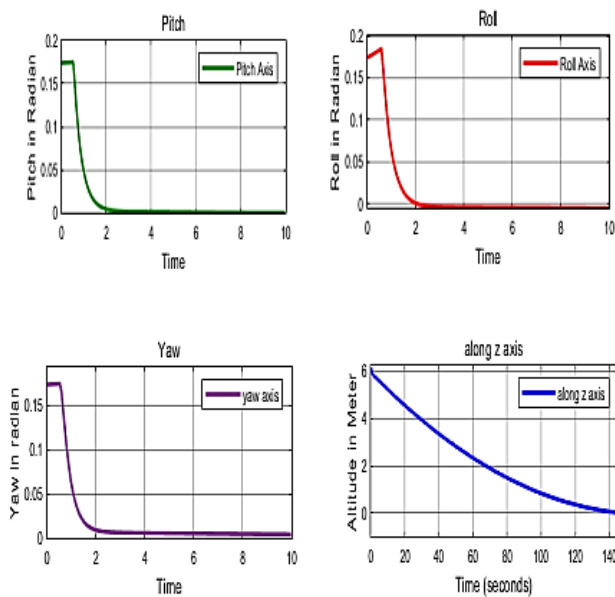 Pitch
0.2
0.15
0.1
0.05
0
Pitch in Radian
Pitch Axis
0 2 4 6 8 10
Time
Roll
0.2
0.15
0.1
0.05
0
Roll in Radian
Roll Axis
0 2 4 6 8 10
Time
Yaw
0.15
0.1
0.05
0
Yaw in radian
yaw axis
0 2 4 6 8 10
Time
along z axis
6
4
2
0
Altitude in Meter
along z axis
0 20 40 60 80 100 120 140
Time (seconds)